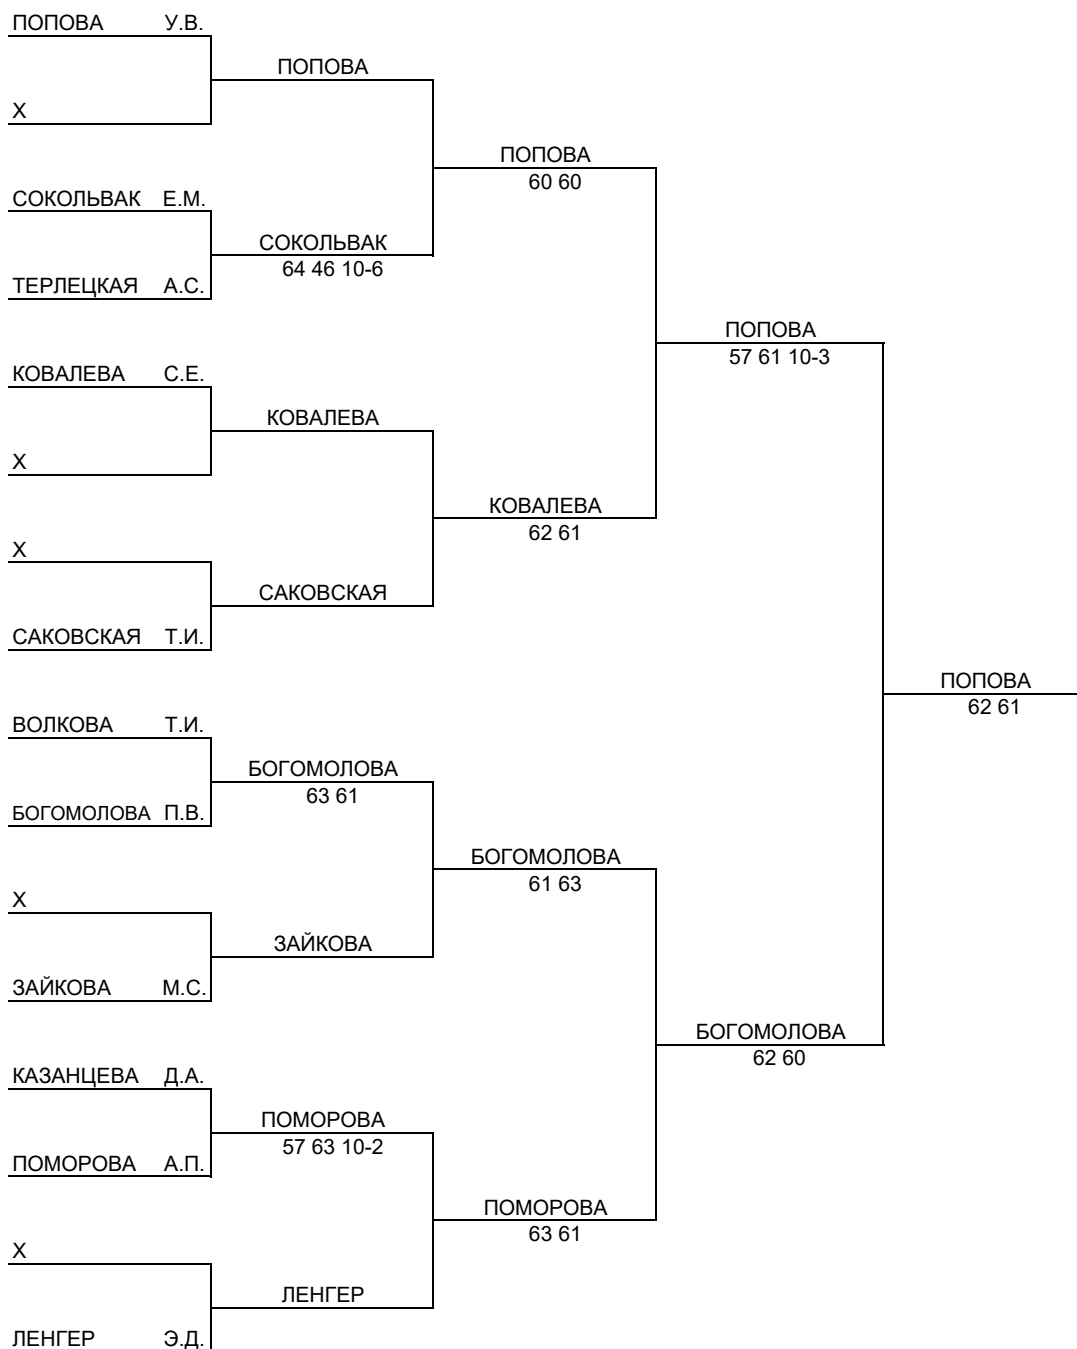 ПОПОВА У.В.
ПОПОВА
Х
ПОПОВА
60 60
СОКОЛЬВАК Е.М.
СОКОЛЬВАК
64 46 10-6
ТЕРЛЕЦКАЯ А.С.
ПОПОВА
57 61 10-3
КОВАЛЕВА С.Е.
КОВАЛЕВА
Х
КОВАЛЕВА
62 61
Х
САКОВСКАЯ
САКОВСКАЯ Т.И.
ПОПОВА
62 61
ВОЛКОВА Т.И.
БОГОМОЛОВА
63 61
БОГОМОЛОВА П.В.
БОГОМОЛОВА
61 63
Х
ЗАЙКОВА
ЗАЙКОВА М.С.
БОГОМОЛОВА
62 60
КАЗАНЦЕВА Д.А.
ПОМОРОВА
57 63 10-2
ПОМОРОВА А.П.
ПОМОРОВА
63 61
Х
ЛЕНГЕР
ЛЕНГЕР Э.Д.